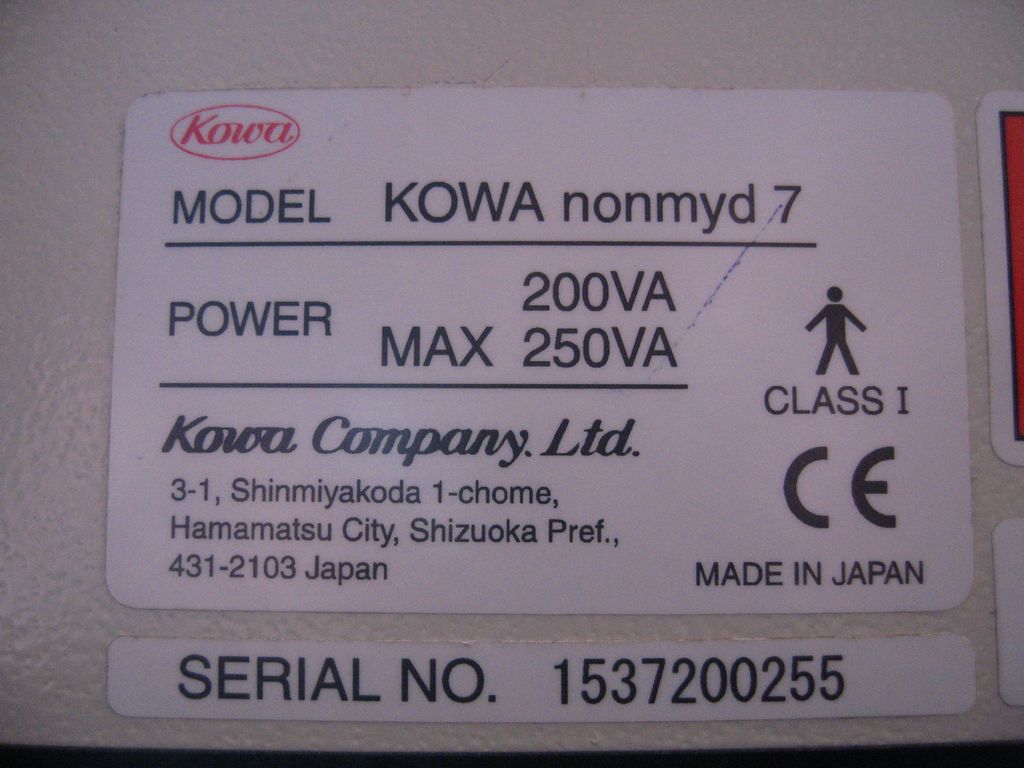 Kowa
MODEL KOWA nonmyd 7
POWER 200VA
MAX 250VA
CLASS I
Kowa Company. Ltd.
3-1, Shinmiyakoda 1-chome,
Hamamatsu City, Shizuoka Pref.,
431-2103 Japan
CE
MADE IN JAPAN
SERIAL NO. 1537200255